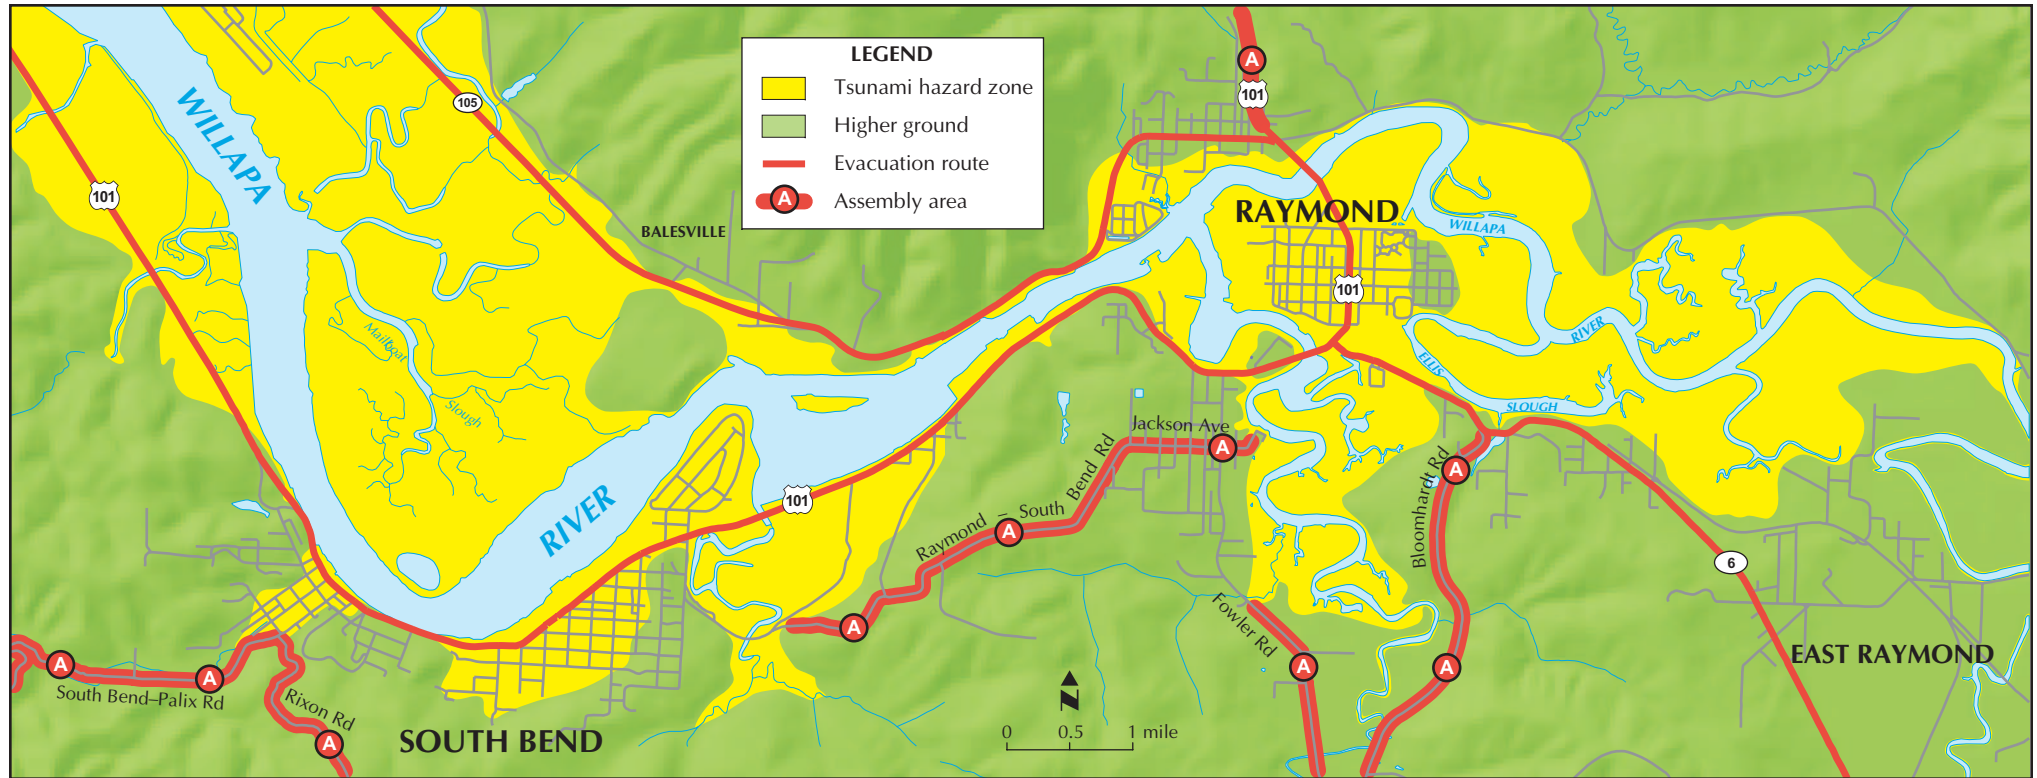 LEGEND
Tsunami hazard zone
Higher ground
Evacuation route
A Assembly area
A
101
105
WILLAPA
101
BALESVILLE
RAYMOND
WILLAPA
101
RIVER
ELLIS
SLOUGH
Mailboat
Slough
Jackson Ave
A
Raymond – South Bend Rd
A
A
Bloomhardt Rd
A
RIVER
101
6
Fowler Rd
A
A
EAST RAYMOND
A
A
South Bend–Palix Rd
Rixon Rd
A
SOUTH BEND
N
0 0.5 1 mile